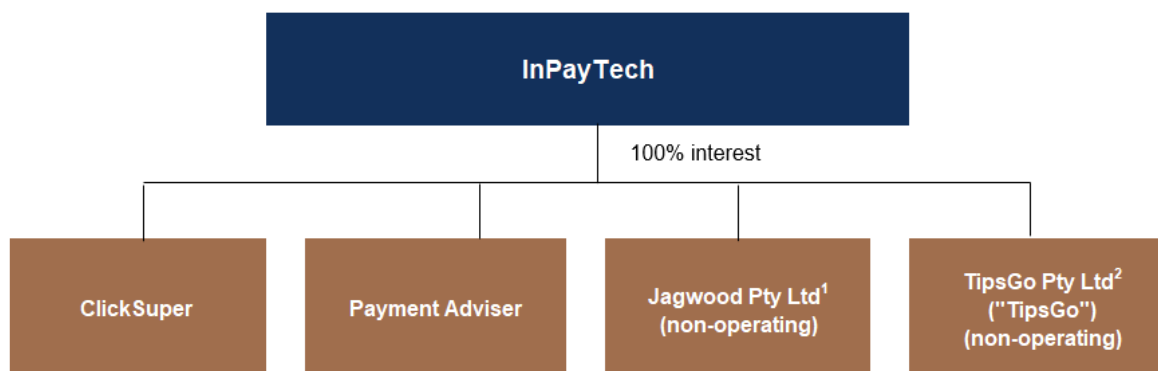 InPayTech
100% interest
ClickSuper
Payment Adviser
Jagwood Pty Ltd¹
(non-operating)
TipsGo Pty Ltd²
("TipsGo")
(non-operating)